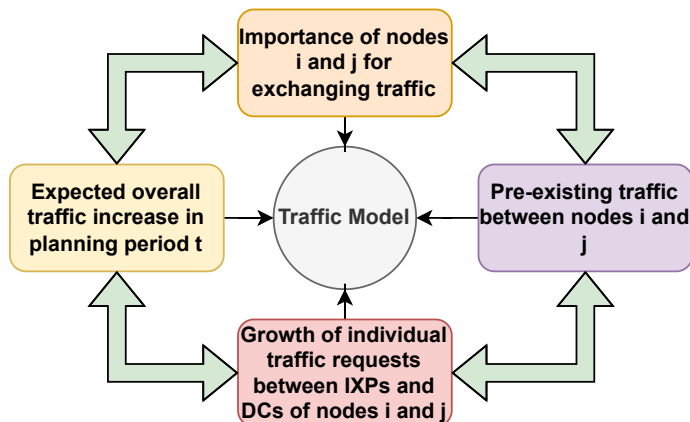 Importance of nodes
i and j for
exchanging traffic
Expected overall
traffic increase in
planning period t
Traffic Model
Pre-existing traffic
between nodes i and
j
Growth of individual
traffic requests
between IXPs and
DCs of nodes i and j